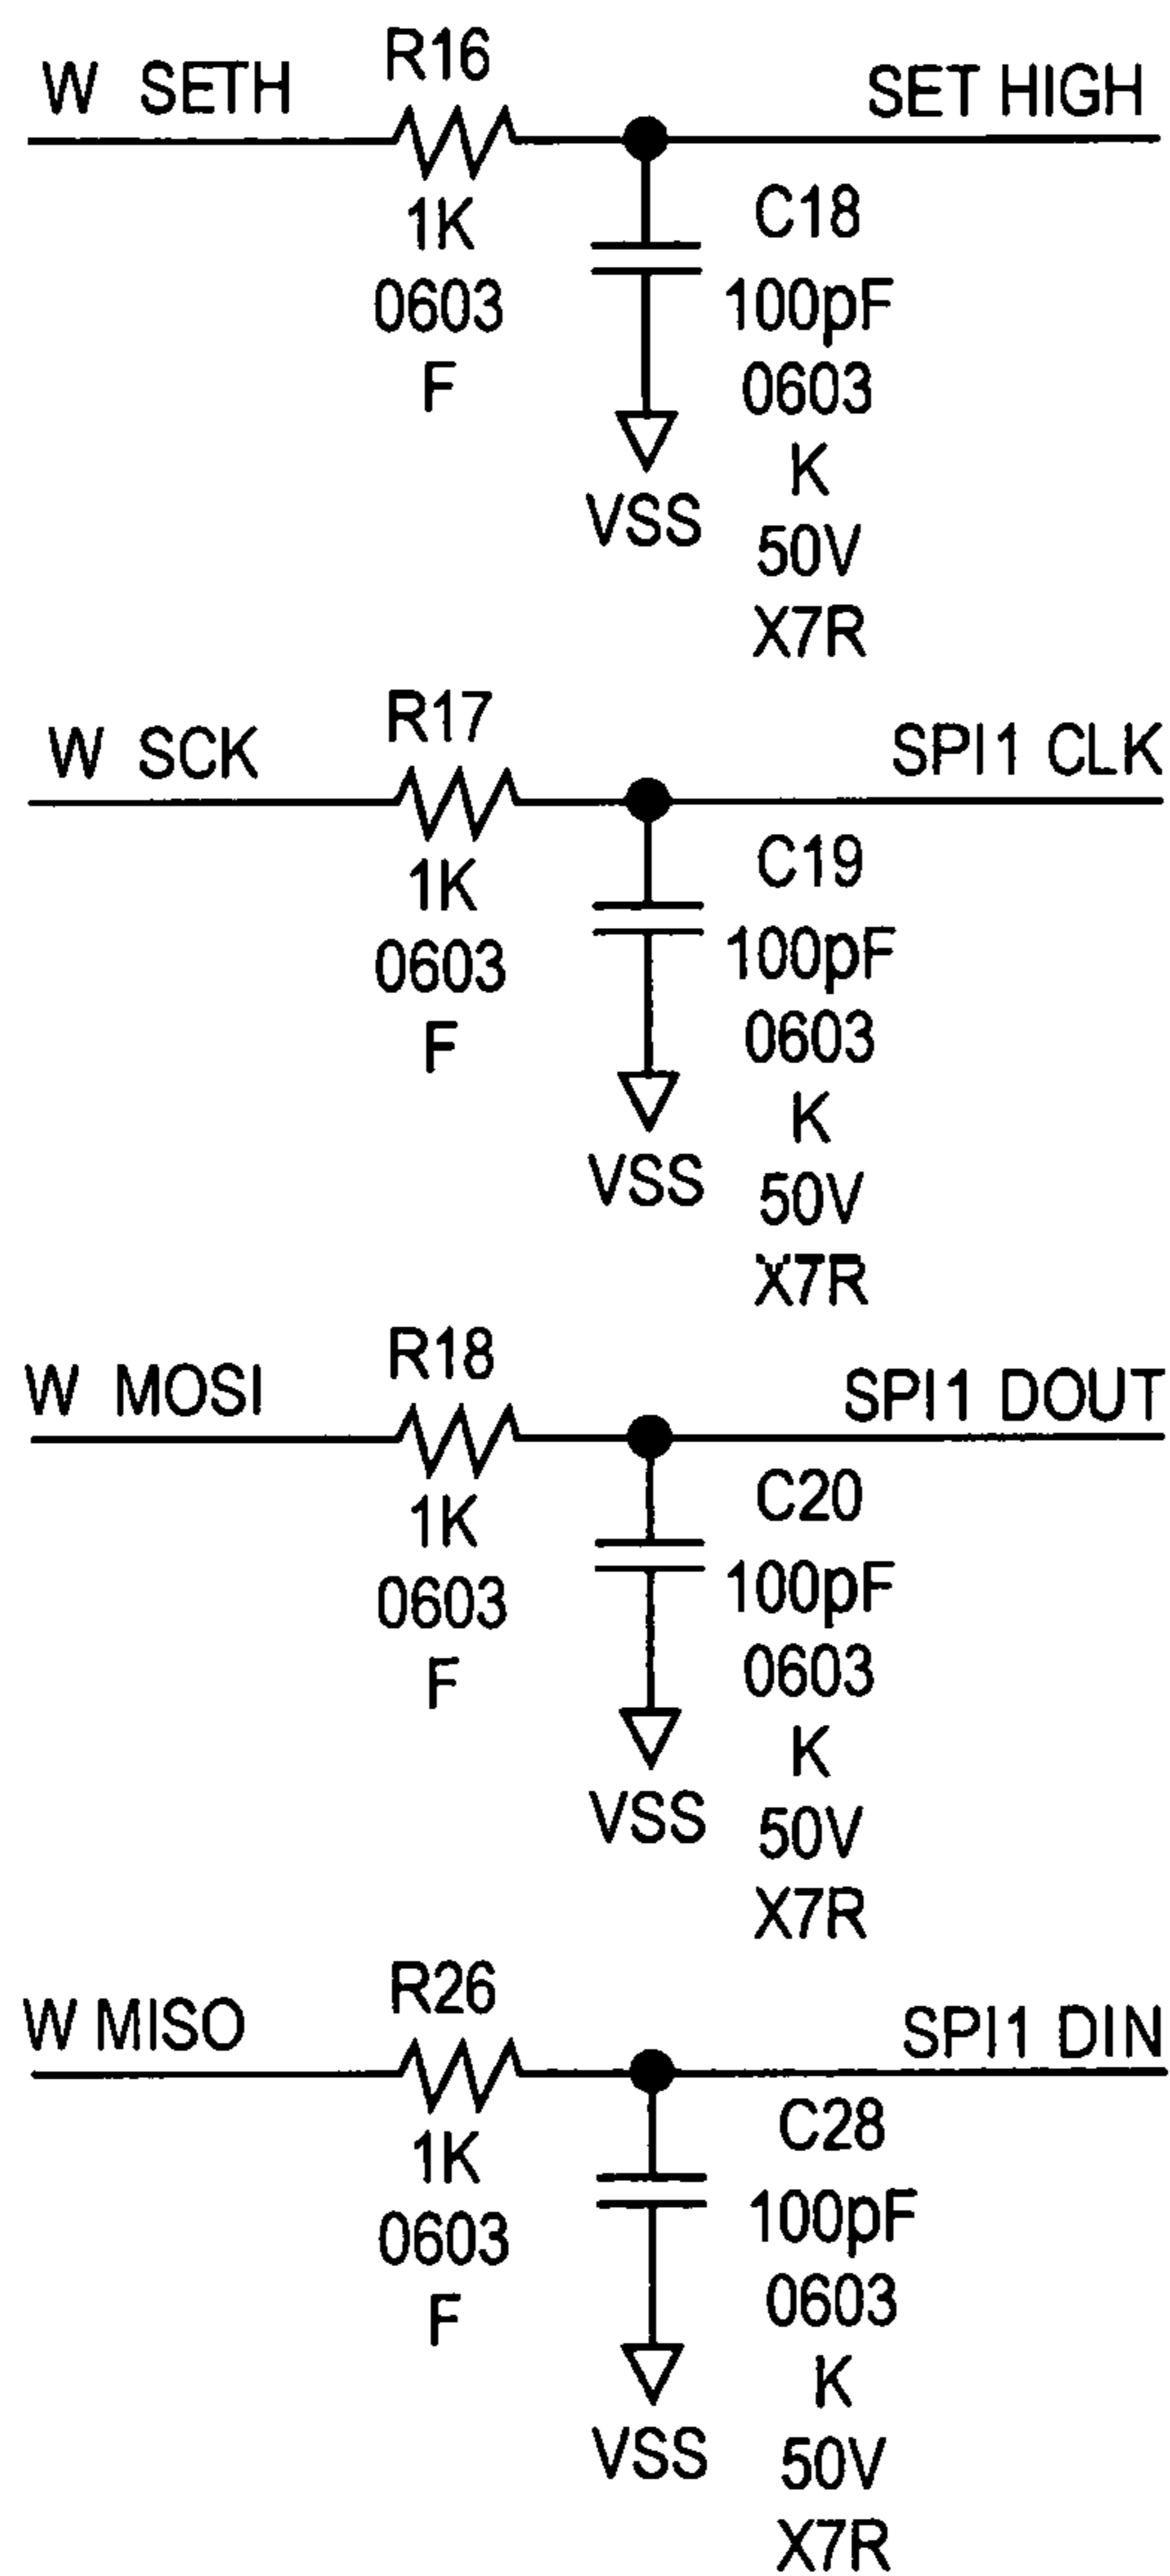 R16
W SETH
SET HIGH
1K
0603
F
C18
100pF
0603
K
50V
X7R
VSS
R17
W SCK
SPI1 CLK
1K
0603
F
C19
100pF
0603
K
50V
X7R
VSS
R18
W MOSI
SPI1 DOUT
1K
0603
F
C20
100pF
0603
K
50V
X7R
VSS
R26
W MISO
SPI1 DIN
1K
0603
F
C28
100pF
0603
K
50V
X7R
VSS